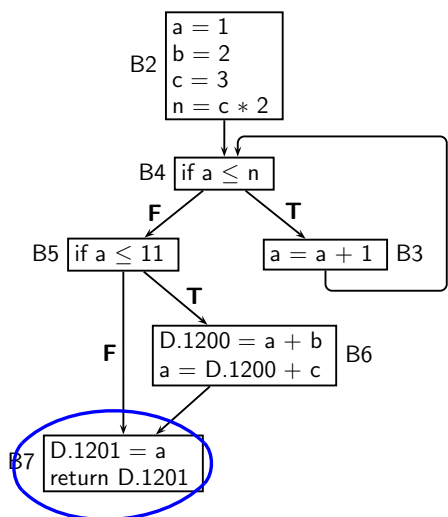 a = 1
B2
b = 2
c = 3
n = c * 2
B4
if a ≤ n
F
T
B5
if a ≤ 11
a = a + 1
B3
T
F
D.1200 = a + b
a = D.1200 + c
B6
B7
D.1201 = a
return D.1201